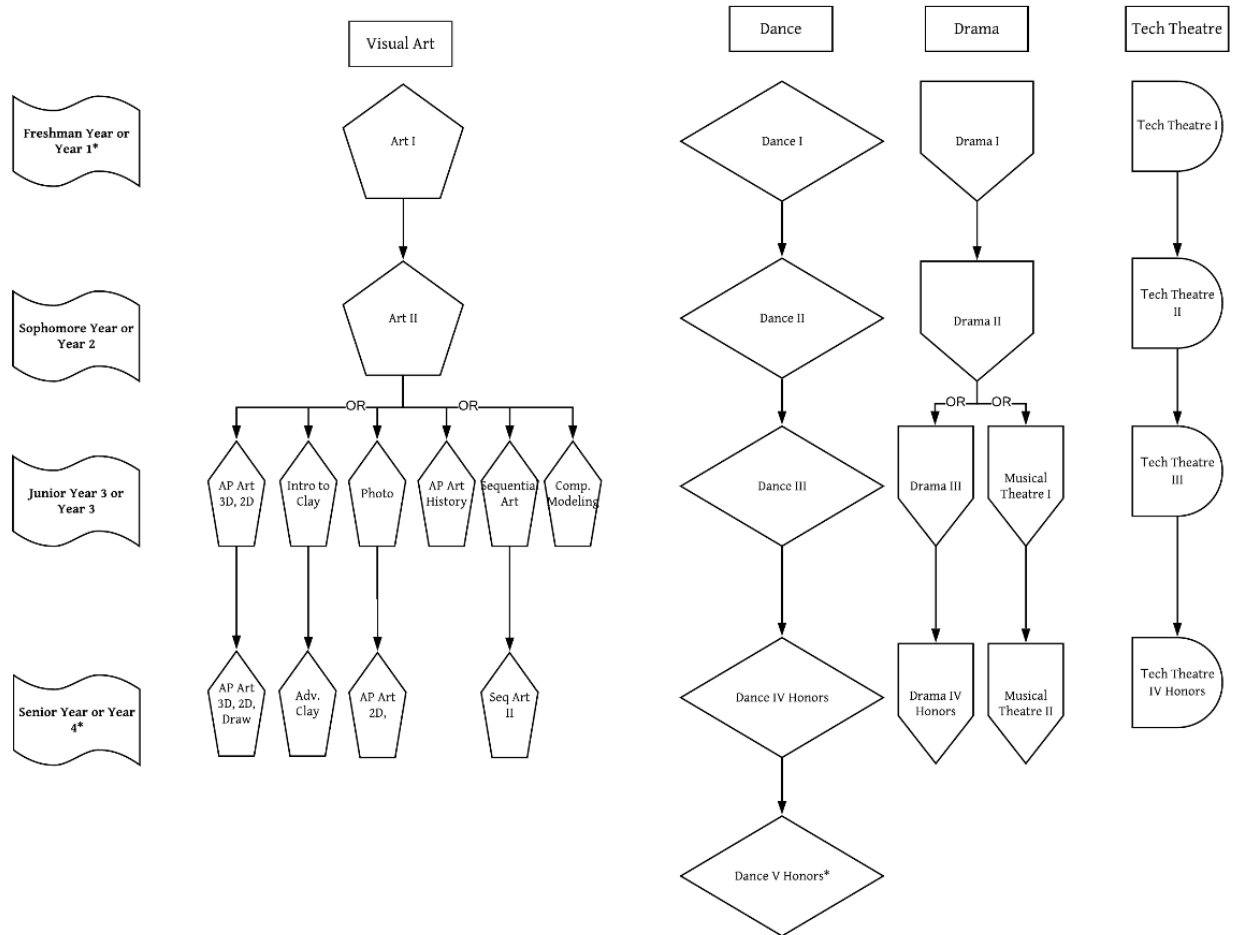 Visual Art
Dance
Drama
Tech Theatre
Freshman Year or
Year 1*
Art I
Dance I
Drama I
Tech Theatre I
Sophomore Year or
Year 2
Art II
Dance II
Drama II
Tech Theatre
II
OR
OR
OR
OR
Junior Year 3 or
Year 3
AP Art
3D, 2D
Intro to
Clay
Photo
AP Art
History
Sequential
Art
Comp.
Modeling
Dance III
Drama III
Musical
Theatre I
Tech Theatre
III
Senior Year or Year
4*
AP Art
3D, 2D,
Draw
Adv.
Clay
AP Art
2D,
Seq Art
II
Dance IV Honors
Drama IV
Honors
Musical
Theatre II
Tech Theatre
IV Honors
Dance V Honors*